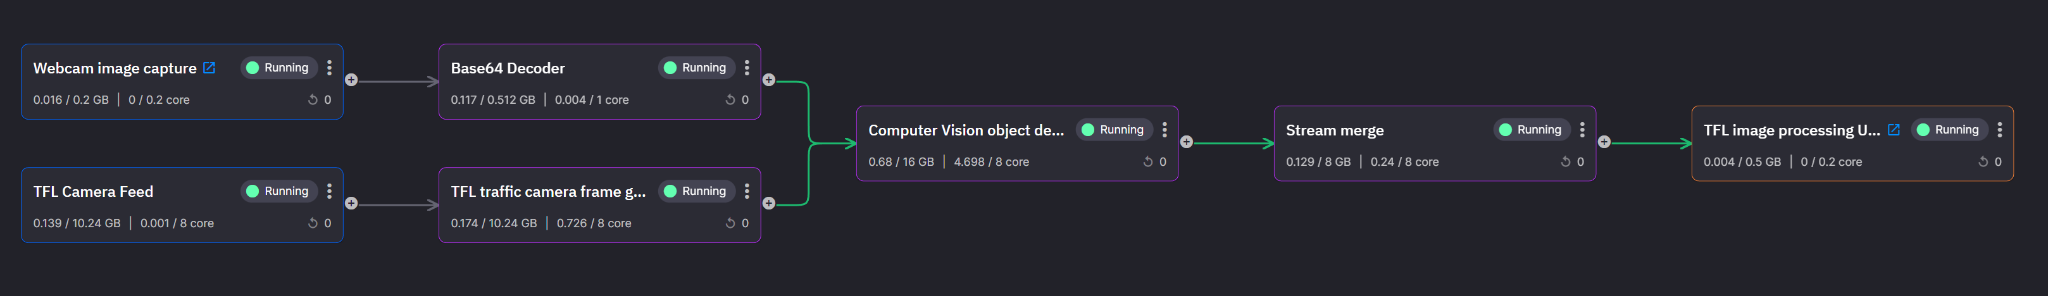 Webcam image capture Running
0.016 / 0.2 GB | 0 / 0.2 core 0
Base64 Decoder Running
0.117 / 0.512 GB | 0.004 / 1 core 0
TFL Camera Feed Running
0.139 / 10.24 GB | 0.001 / 8 core 0
TFL traffic camera frame g... Running
0.174 / 10.24 GB | 0.726 / 8 core 0
Computer Vision object de... Running
0.68 / 16 GB | 4.698 / 8 core 0
Stream merge Running
0.129 / 8 GB | 0.24 / 8 core 0
TFL image processing U... Running
0.004 / 0.5 GB | 0 / 0.2 core 0